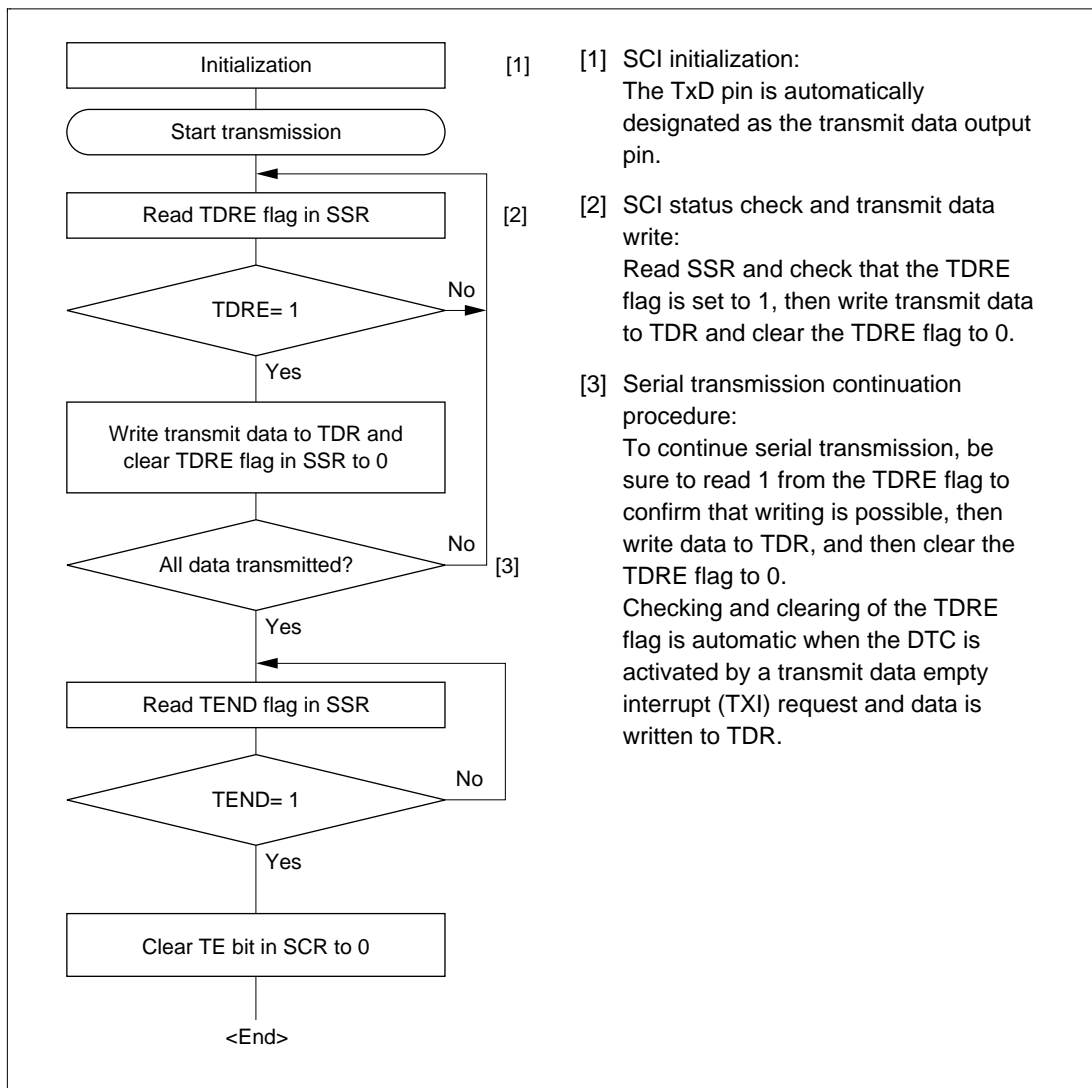 Initialization
[1]
Start transmission
Read TDRE flag in SSR
[2]
TDRE= 1
No
Yes
Write transmit data to TDR and
clear TDRE flag in SSR to 0
All data transmitted?
No
[3]
Yes
Read TEND flag in SSR
TEND= 1
No
Yes
Clear TE bit in SCR to 0
<End>
[1] SCI initialization:
The TxD pin is automatically
designated as the transmit data output
pin.
[2] SCI status check and transmit data
write:
Read SSR and check that the TDRE
flag is set to 1, then write transmit data
to TDR and clear the TDRE flag to 0.
[3] Serial transmission continuation
procedure:
To continue serial transmission, be
sure to read 1 from the TDRE flag to
confirm that writing is possible, then
write data to TDR, and then clear the
TDRE flag to 0.
Checking and clearing of the TDRE
flag is automatic when the DTC is
activated by a transmit data empty
interrupt (TXI) request and data is
written to TDR.